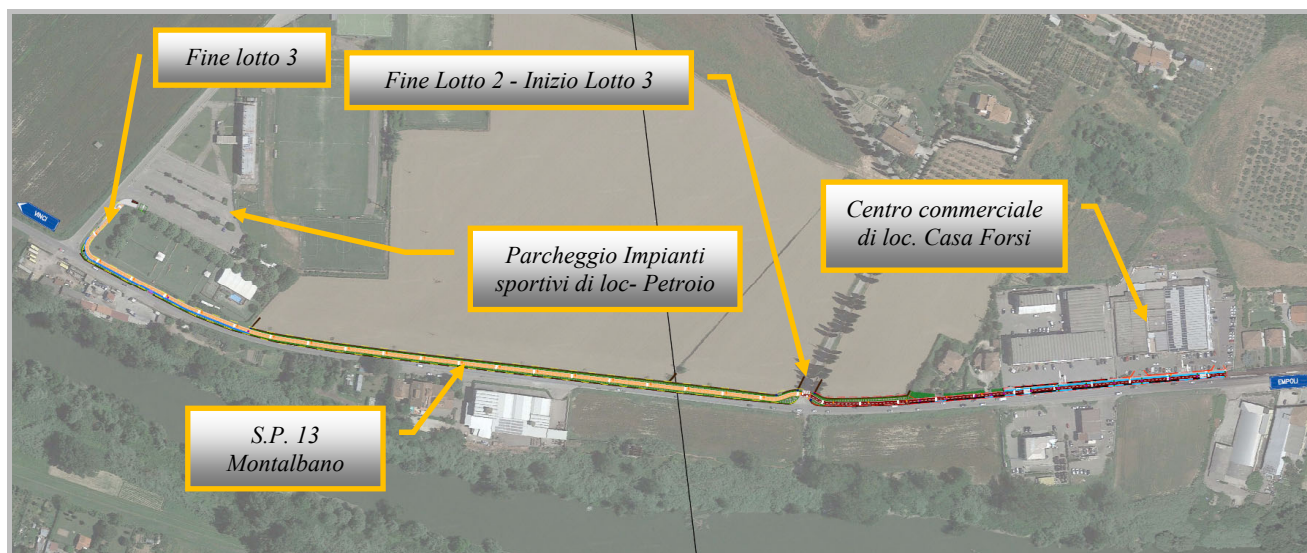 Fine lotto 3
Fine Lotto 2 - Inizio Lotto 3
Centro commerciale
di loc. Casa Forsi
VINCI
Parcheggio Impianti
sportivi di loc- Petroio
EMPOLI
S.P. 13
Montalbano